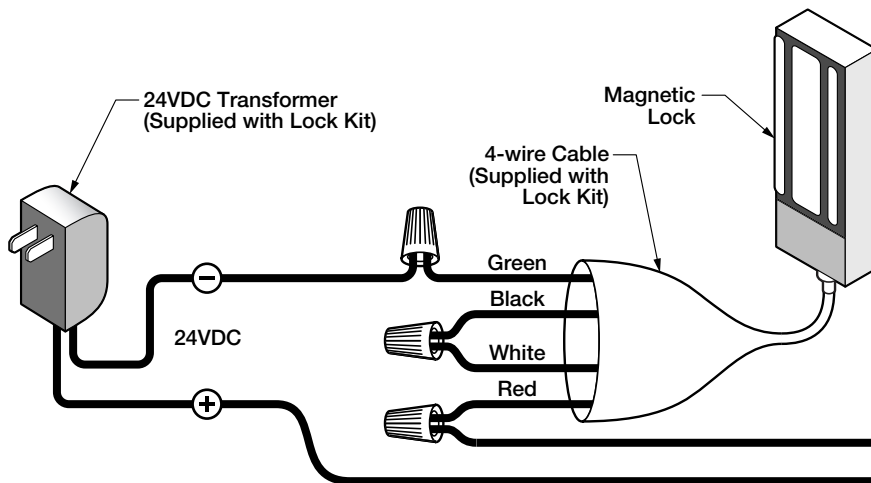 24VDC Transformer
(Supplied with Lock Kit)
Magnetic
Lock
4-wire Cable
(Supplied with
Lock Kit)
Green
−
Black
24VDC
White
Red
+